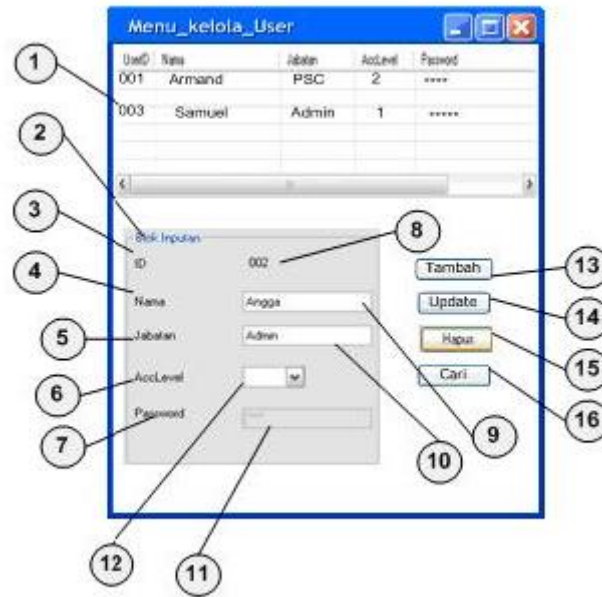 Menu_kelola_User
UserID Nama Jabatan AccLevel Password
001 Armand PSC 2 ****
003 Samuel Admin 1 *****
Blok Inputan
ID 002
Nama Angga
Jabatan Admin
AccLevel
Password ****
Tambah
Update
Hapus
Cari
1
2
3
4
5
6
7
8
9
10
11
12
13
14
15
16